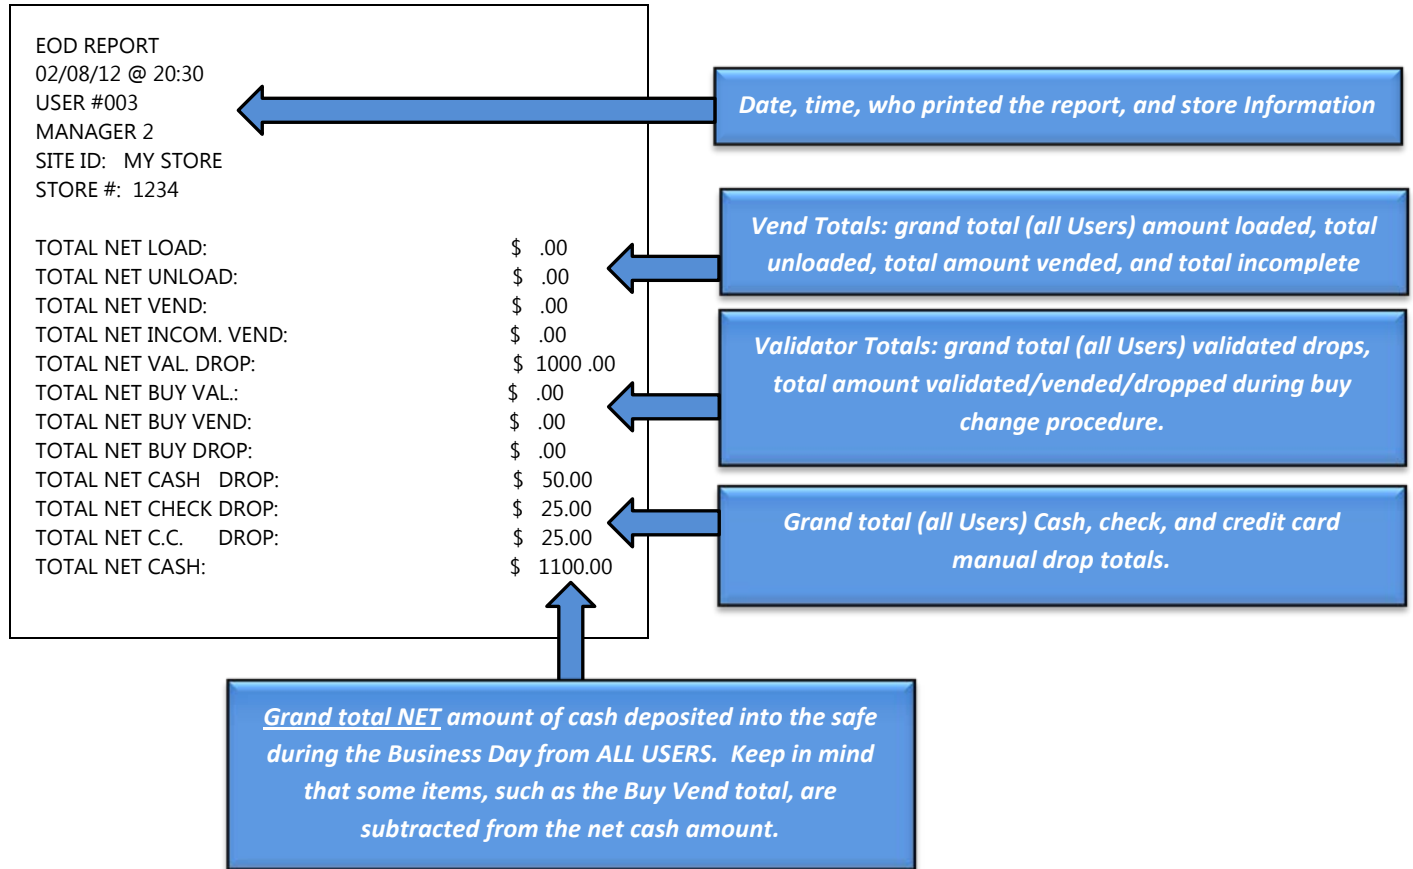 EOD REPORT
02/08/12 @ 20:30
USER #003
MANAGER 2
SITE ID: MY STORE
STORE #: 1234
TOTAL NET LOAD: $ .00
TOTAL NET UNLOAD: $ .00
TOTAL NET VEND: $ .00
TOTAL NET INCOM. VEND: $ .00
TOTAL NET VAL. DROP: $ 1000 .00
TOTAL NET BUY VAL.: $ .00
TOTAL NET BUY VEND: $ .00
TOTAL NET BUY DROP: $ .00
TOTAL NET CASH DROP: $ 50.00
TOTAL NET CHECK DROP: $ 25.00
TOTAL NET C.C. DROP: $ 25.00
TOTAL NET CASH: $ 1100.00
Date, time, who printed the report, and store Information
Vend Totals: grand total (all Users) amount loaded, total
unloaded, total amount vended, and total incomplete
Validator Totals: grand total (all Users) validated drops,
total amount validated/vended/dropped during buy
change procedure.
Grand total (all Users) Cash, check, and credit card
manual drop totals.
Grand total NET amount of cash deposited into the safe
during the Business Day from ALL USERS. Keep in mind
that some items, such as the Buy Vend total, are
subtracted from the net cash amount.